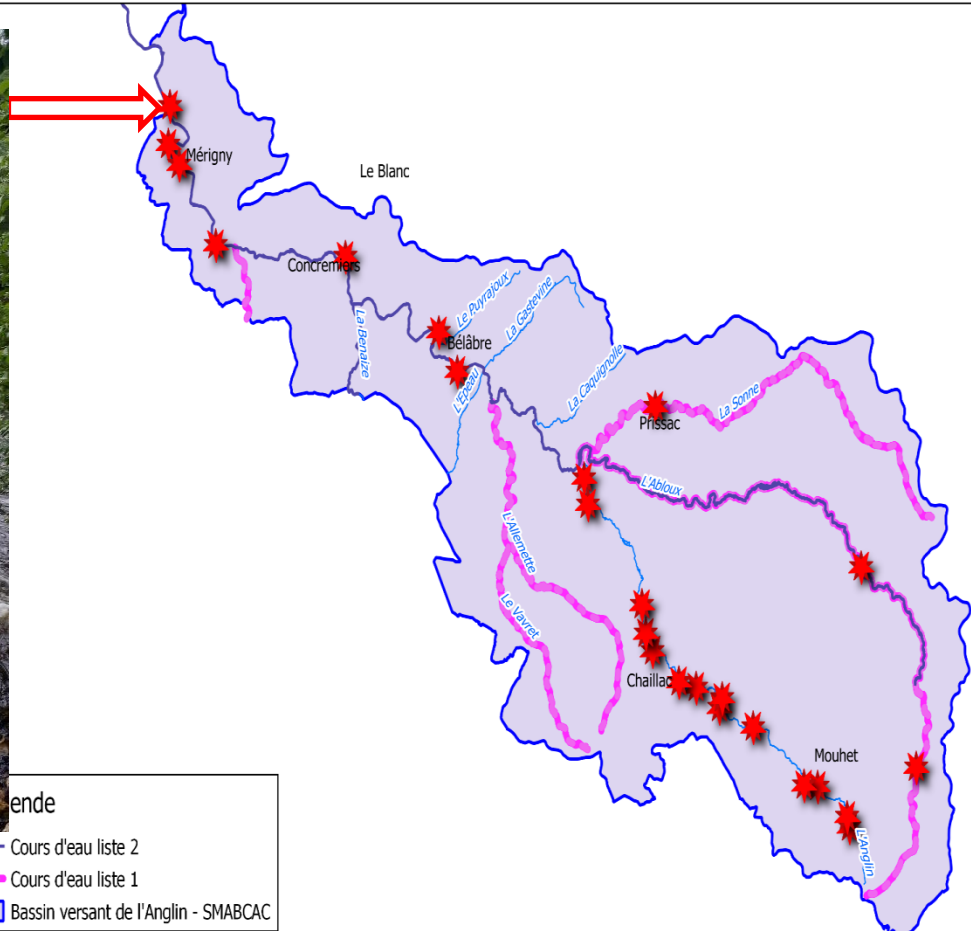 Mérigny
Le Blanc
Concremiers
Le Puyrajoux
La Gastevine
La Benaize
Bélâbre
L'Epeau
La Caquignolle
La Sonne
Prissac
L'Abloux
L'Allemette
Le Vavret
Chaillac
Mouhet
L'Anglin
ende
Cours d'eau liste 2
Cours d'eau liste 1
Bassin versant de l'Anglin - SMABCAC